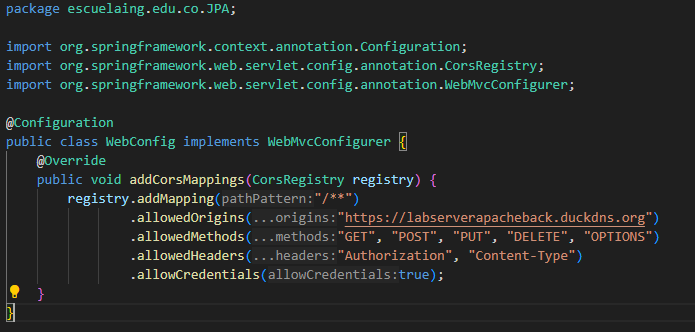 package escuelaing.edu.co.JPA;
import org.springframework.context.annotation.Configuration;
import org.springframework.web.servlet.config.annotation.CorsRegistry;
import org.springframework.web.servlet.config.annotation.WebMvcConfigurer;
@Configuration
public class WebConfig implements WebMvcConfigurer {
@Override
public void addCorsMappings(CorsRegistry registry) {
registry.addMapping(pathPattern:"/**")
.allowedOrigins(...origins:"https://labserverapacheback.duckdns.org")
.allowedMethods(...methods:"GET", "POST", "PUT", "DELETE", "OPTIONS")
.allowedHeaders(...headers:"Authorization", "Content-Type")
.allowCredentials(allowCredentials:true);
}
}